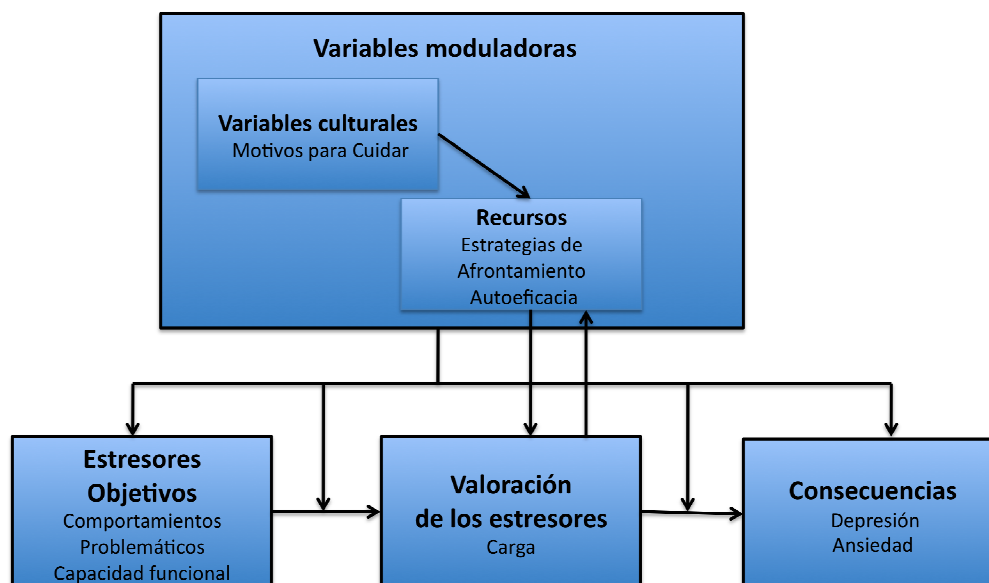 Variables moduladoras
Variables culturales
Motivos para Cuidar
Recursos
Estrategias de
Afrontamiento
Autoeficacia
Estresores
Objetivos
Comportamientos
Problemáticos
Capacidad funcional
Valoración
de los estresores
Carga
Consecuencias
Depresión
Ansiedad